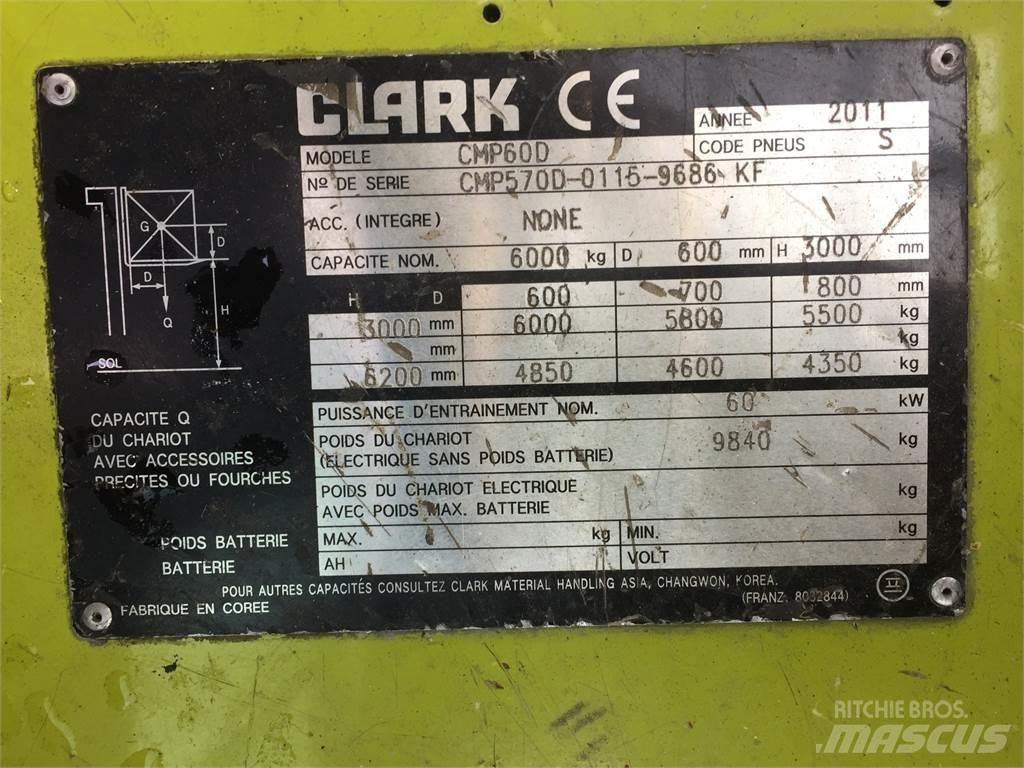 CLARK CE
ANNEE 2011
MODELE CMP60D CODE PNEUS S
Nº DE SERIE CMP570D-0115-9686 KF
ACC. (INTEGRE) NONE
CAPACITE NOM. 6000 kg D 600 mm H 3000 mm
H D 600 700 800 mm
3000 mm 6000 5800 5500 kg
mm kg
6200 mm 4850 4600 4350 kg
G D
D H
Q
SOL
CAPACITE Q
DU CHARIOT
AVEC ACCESSOIRES
PRECITES OU FOURCHES
PUISSANCE D'ENTRAINEMENT NOM. 60 kW
POIDS DU CHARIOT 9840 kg
(ELECTRIQUE SANS POIDS BATTERIE)
POIDS DU CHARIOT ELECTRIQUE kg
AVEC POIDS MAX. BATTERIE
POIDS BATTERIE MAX. kg MIN. kg
BATTERIE AH VOLT
POUR AUTRES CAPACITÉS CONSULTEZ CLARK MATERIAL HANDLING ASIA, CHANGWON, KOREA.
FABRIQUE EN COREE (FRANZ: 8032844) 프
RITCHIE BROS.
MASCUS